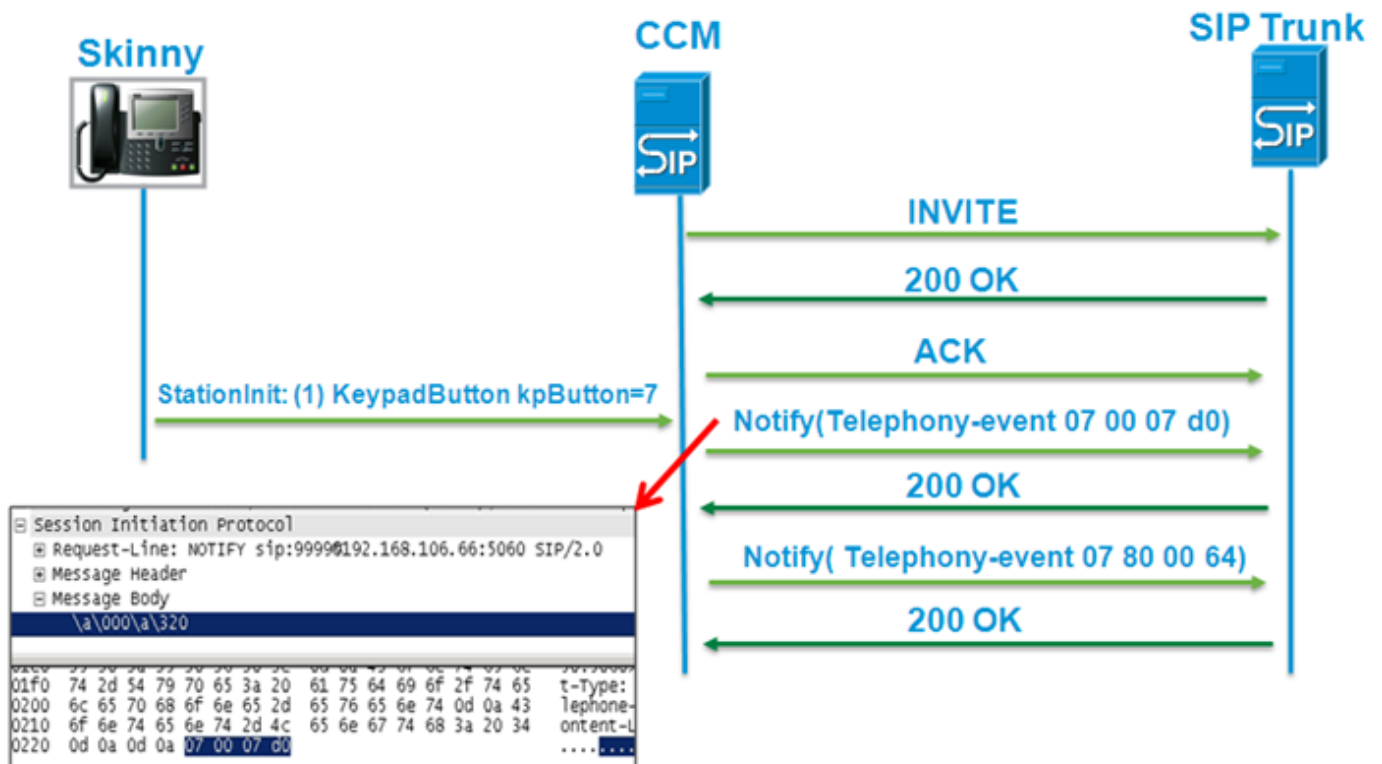 Skinny
CCM
SIP Trunk
SIP
SIP
INVITE
200 OK
ACK
StationInit: (1) KeypadButton kpButton=7
Notify(Telephony-event 07 00 07 d0)
200 OK
Notify( Telephony-event 07 80 00 64)
200 OK
Session Initiation Protocol
Request-Line: NOTIFY sip:9999@192.168.106.66:5060 SIP/2.0
Message Header
Message Body
\a\000\a\320
01f0 74 2d 54 79 70 65 3a 20 61 75 64 69 6f 2f 74 65 t-Type:
0200 6c 65 70 68 6f 6e 65 2d 65 76 65 6e 74 0d 0a 43 lephone-
0210 6f 6e 74 65 6e 74 2d 4c 65 6e 67 74 68 3a 20 34 ontent-L
0220 0d 0a 0d 0a 07 00 07 d0 ........